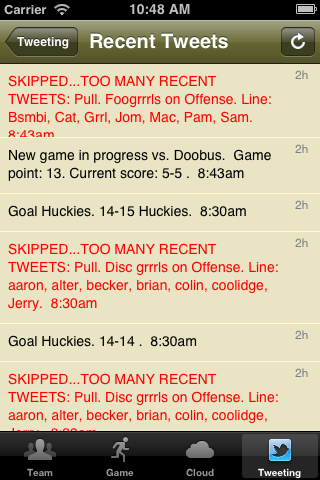 Carrier 10:48 AM
Tweeting Recent Tweets
2h
SKIPPED...TOO MANY RECENT
TWEETS: Pull. Foogrrrls on Offense. Line:
Bsmbi, Cat, Grrl, Jom, Mac, Pam, Sam.
8:43am
2h
New game in progress vs. Doobus. Game
point: 13. Current score: 5-5 . 8:43am
2h
Goal Huckies. 14-15 Huckies. 8:30am
2h
SKIPPED...TOO MANY RECENT
TWEETS: Pull. Disc grrrls on Offense. Line:
aaron, alter, becker, brian, colin, coolidge,
Jerry. 8:30am
2h
Goal Huckies. 14-14 . 8:30am
2h
SKIPPED...TOO MANY RECENT
TWEETS: Pull. Disc grrrls on Offense. Line:
aaron, alter, becker, brian, colin, coolidge,
Team Game Cloud Tweeting